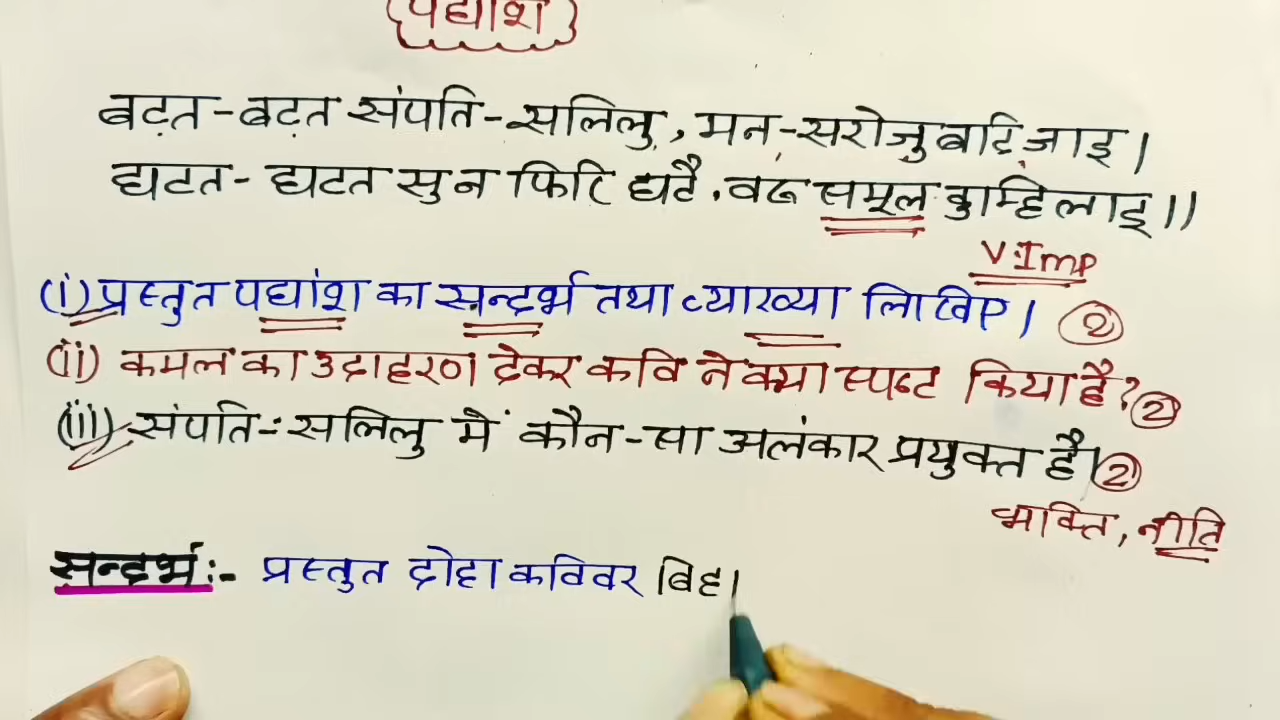 पद्यांश
बढ़त-बढ़त संपति-सलिलु, मन-सरोजु बढ़ि जाइ।
घटत-घटत सु न फिरि घटै, वरु समूल कुम्हिलाइ।।
V.Imp
(i) प्रस्तुत पद्यांश का सन्दर्भ तथा व्याख्या लिखिए। 2
(ii) कमल का उदाहरण देकर कवि ने क्या स्पष्ट किया है? 2
(iii) संपति-सलिलु में कौन-सा अलंकार प्रयुक्त है। 2
भक्ति, नीति
सन्दर्भ:- प्रस्तुत दोहा कविवर बिहा